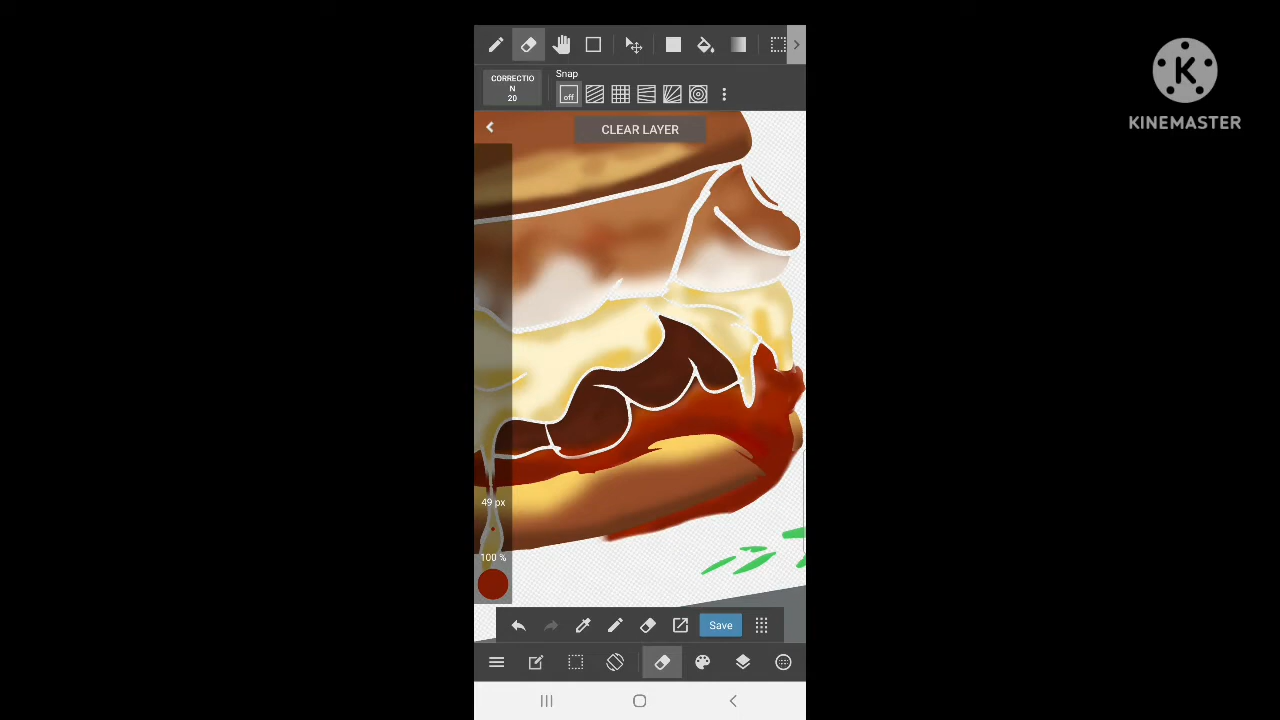 CORRECTIO
N
20
Snap
off
CLEAR LAYER
K
KINEMASTER
49 px
100 %
Save